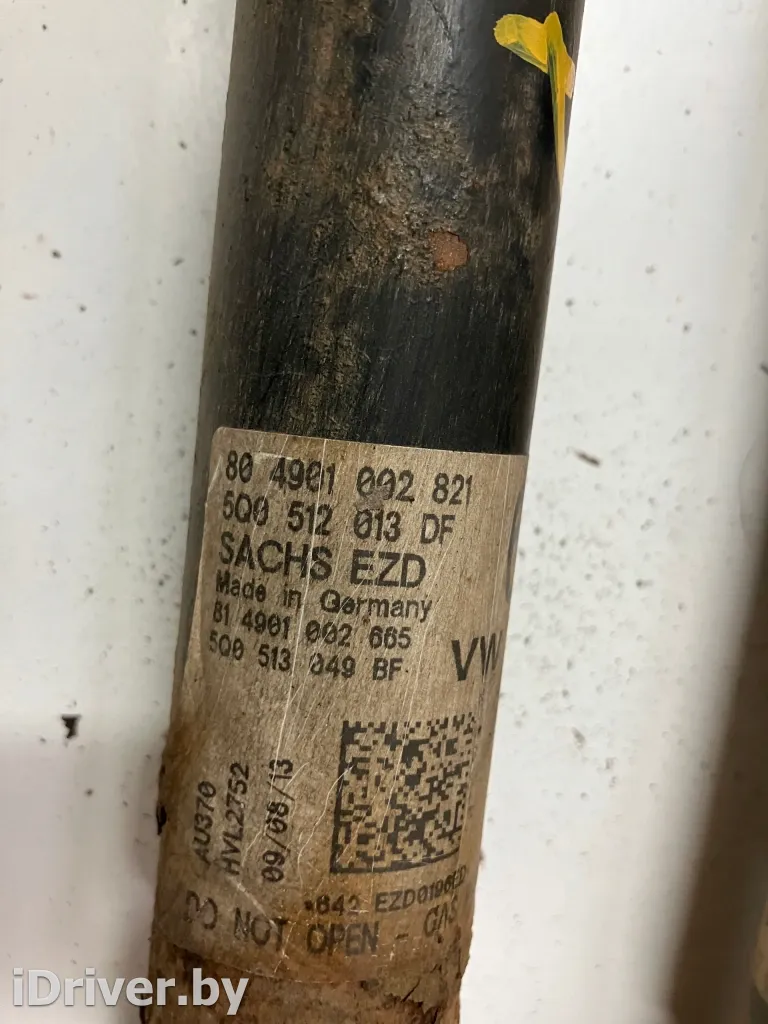 80 4901 002 821
5Q0 512 013 DF
SACHS EZD
Made in Germany
81 4901 002 665
5Q0 513 049 BF
VW
AU370
HVL2752
09/08/13
DO NOT OPEN - GAS
iDriver.by